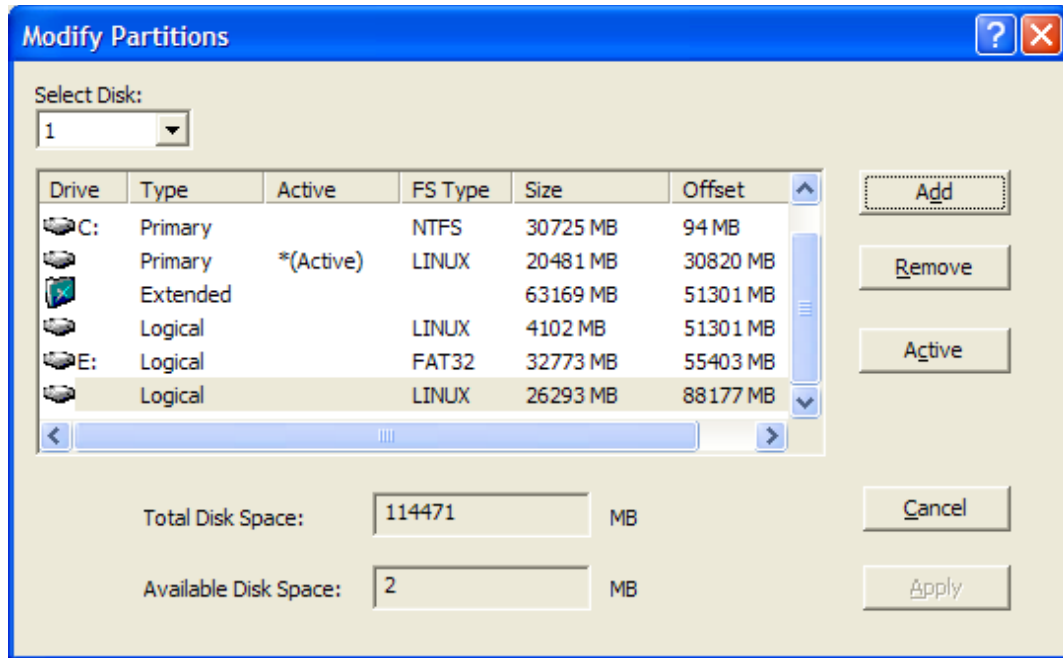 Modify Partitions
Select Disk:
1
Drive Type Active FS Type Size Offset
C: Primary NTFS 30725 MB 94 MB
Primary *(Active) LINUX 20481 MB 30820 MB
Extended 63169 MB 51301 MB
Logical LINUX 4102 MB 51301 MB
E: Logical FAT32 32773 MB 55403 MB
Logical LINUX 26293 MB 88177 MB
Add
Remove
Active
Total Disk Space: 114471 MB
Available Disk Space: 2 MB
Cancel
Apply